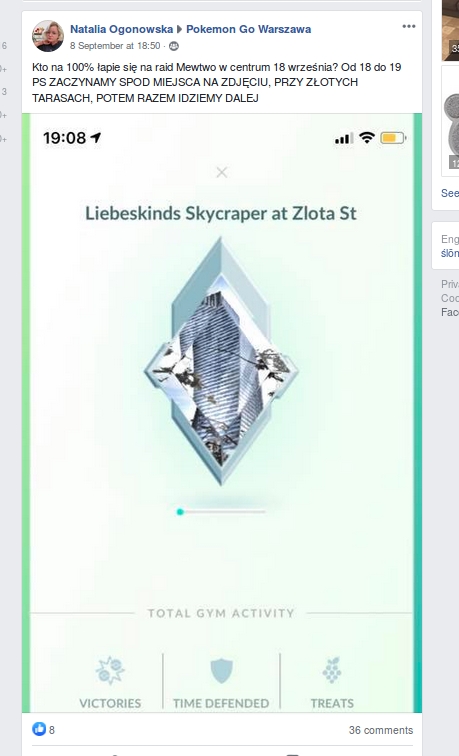 Natalia Ogonowska Pokemon Go Warszawa
8 September at 18:50 ·
Kto na 100% łapie się na raid Mewtwo w centrum 18 września? Od 18 do 19
PS ZACZYNAMY SPOD MIEJSCA NA ZDJĘCIU, PRZY ZŁOTYCH
TARASACH, POTEM RAZEM IDZIEMY DALEJ
19:08
Liebeskinds Skycraper at Zlota St
TOTAL GYM ACTIVITY
VICTORIES
TIME DEFENDED
TREATS
8
36 comments
See
Eng
ślōn
Priva
Coo
Fac